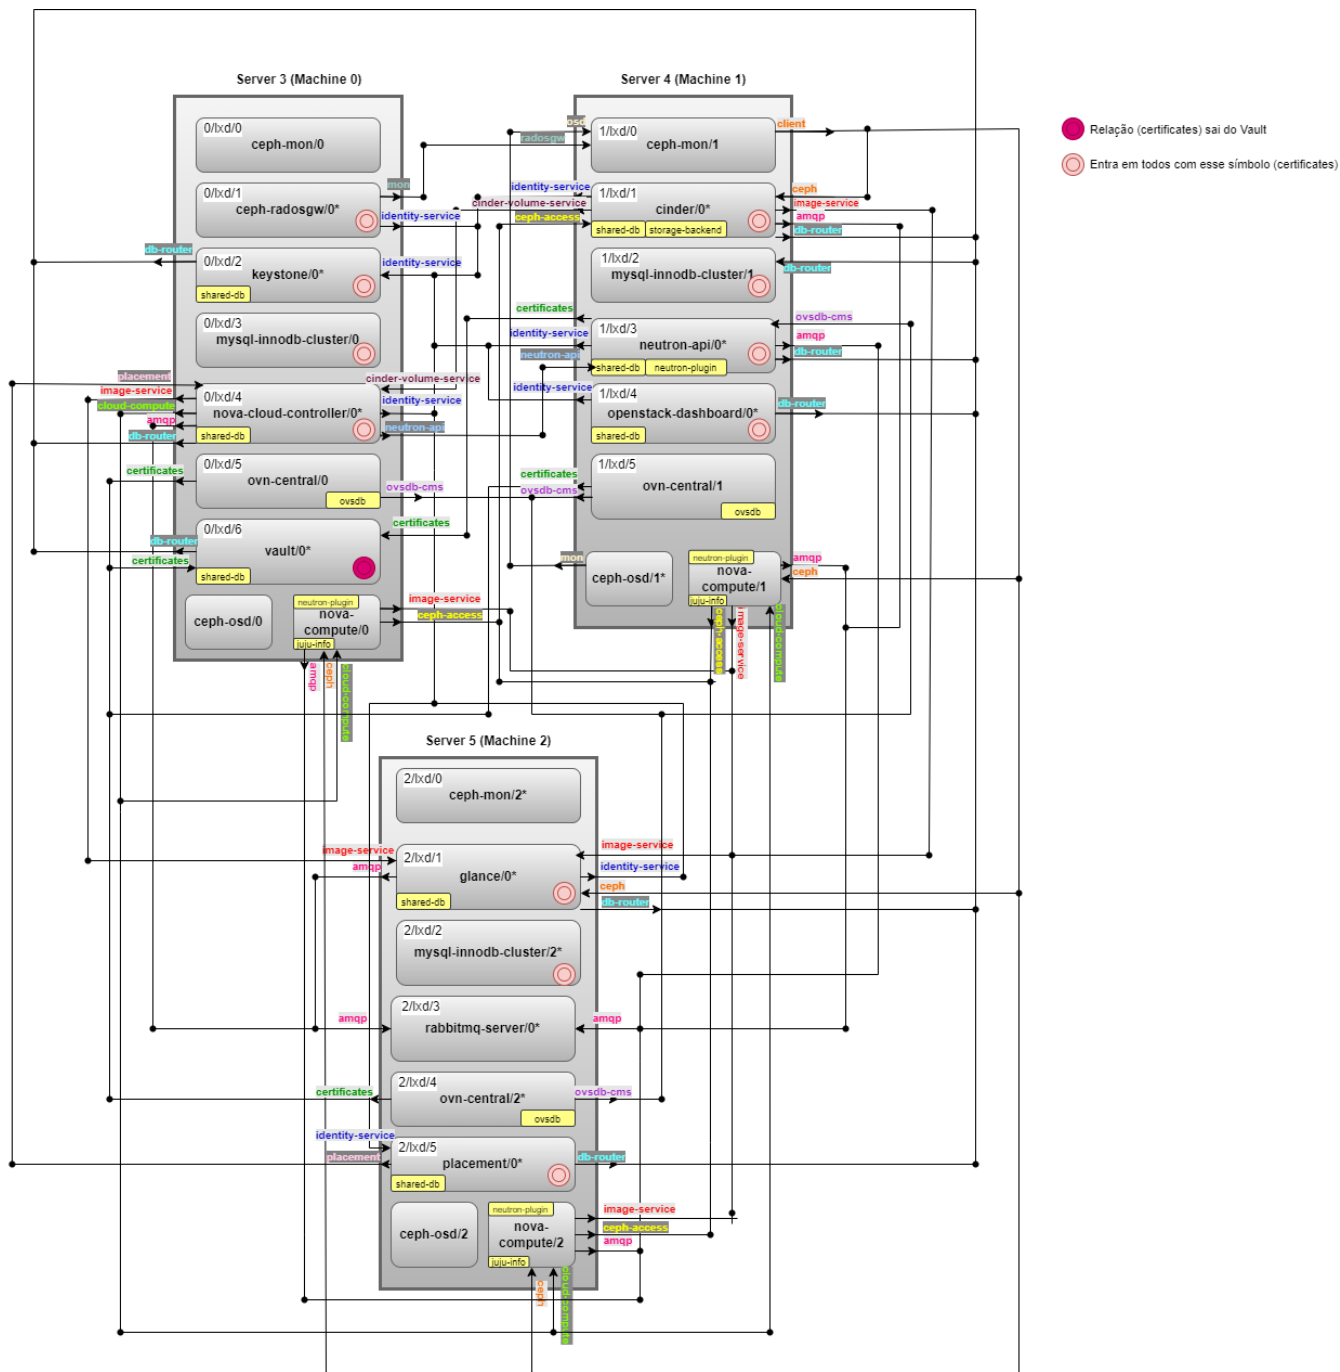 Server 3 (Machine 0)
0/lxd/0
ceph-mon/0
0/lxd/1
ceph-radosgw/0*
mon
identity-service
db-router
0/lxd/2
keystone/0*
shared-db
identity-service
0/lxd/3
mysql-innodb-cluster/0
placement
image-service
cloud-compute
amqp
db-router
0/lxd/4
nova-cloud-controller/0*
shared-db
cinder-volume-service
identity-service
neutron-api
certificates
0/lxd/5
ovn-central/0
ovsdb
ovsdb-cms
db-router
certificates
0/lxd/6
vault/0*
shared-db
certificates
ceph-osd/0
neutron-plugin
nova-
compute/0
juju-info
image-service
ceph-access
amqp
ceph
cloud-compute
Server 4 (Machine 1)
osd
radosgw
1/lxd/0
ceph-mon/1
client
identity-service
cinder-volume-service
ceph-access
1/lxd/1
cinder/0*
shared-db
storage-backend
ceph
image-service
amqp
db-router
1/lxd/2
mysql-innodb-cluster/1
db-router
certificates
identity-service
neutron-api
1/lxd/3
neutron-api/0*
shared-db
neutron-plugin
ovsdb-cms
amqp
db-router
identity-service
1/lxd/4
openstack-dashboard/0*
shared-db
db-router
certificates
ovsdb-cms
1/lxd/5
ovn-central/1
ovsdb
mon
ceph-osd/1*
neutron-plugin
nova-
compute/1
juju-info
amqp
ceph
ceph-access
image-service
cloud-compute
Relação (certificates) sai do Vault
Entra em todos com esse símbolo (certificates)
Server 5 (Machine 2)
2/lxd/0
ceph-mon/2*
image-service
amqp
2/lxd/1
glance/0*
shared-db
image-service
identity-service
ceph
db-router
2/lxd/2
mysql-innodb-cluster/2*
amqp
2/lxd/3
rabbitmq-server/0*
amqp
certificates
2/lxd/4
ovn-central/2*
ovsdb
ovsdb-cms
identity-service
placement
2/lxd/5
placement/0*
shared-db
db-router
ceph-osd/2
neutron-plugin
nova-
compute/2
juju-info
image-service
ceph-access
amqp
ceph
cloud-compute